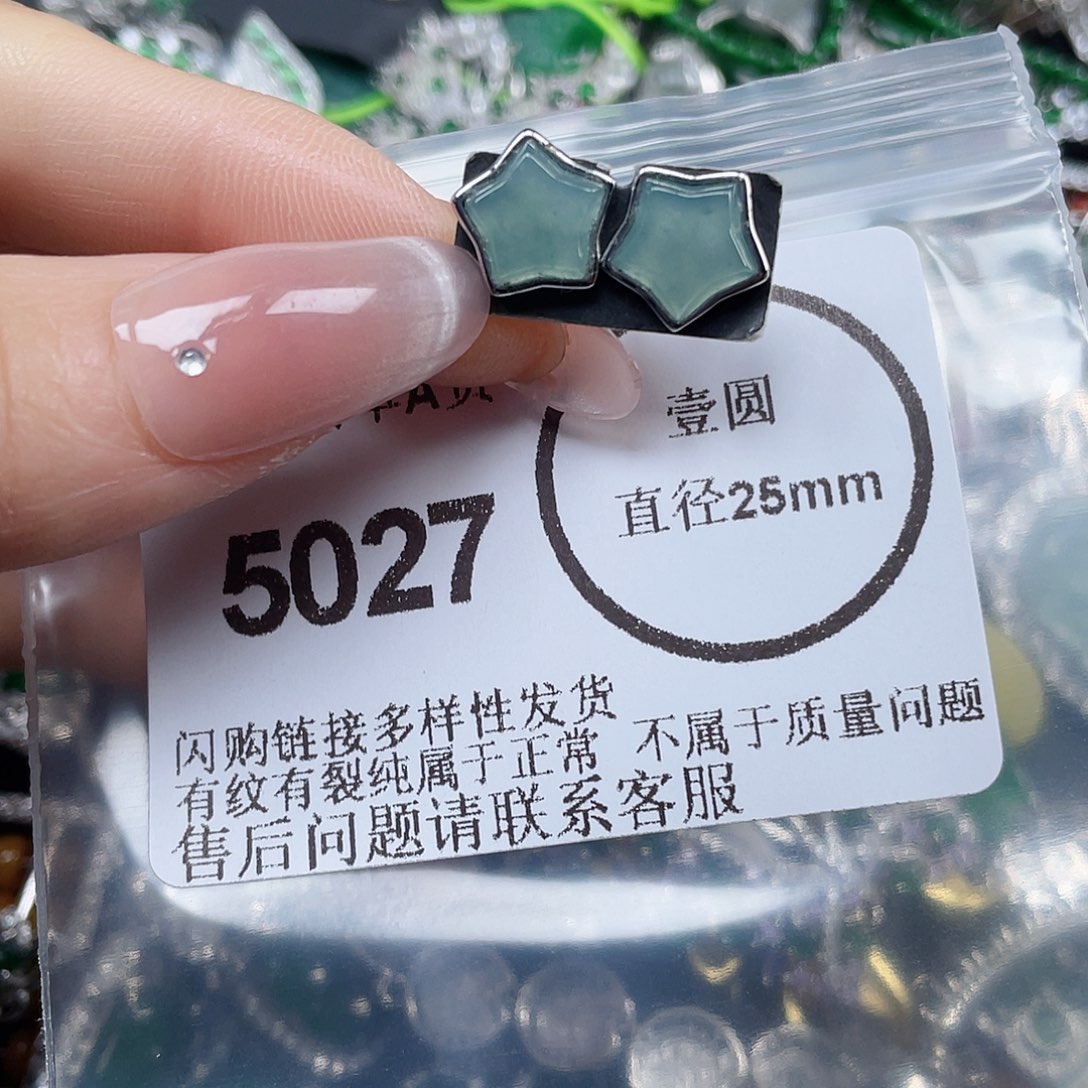 A货
壹圆
直径25mm
5027
闪购链接多样性发货
有纹有裂纯属于正常 不属于质量问题
售后问题请联系客服